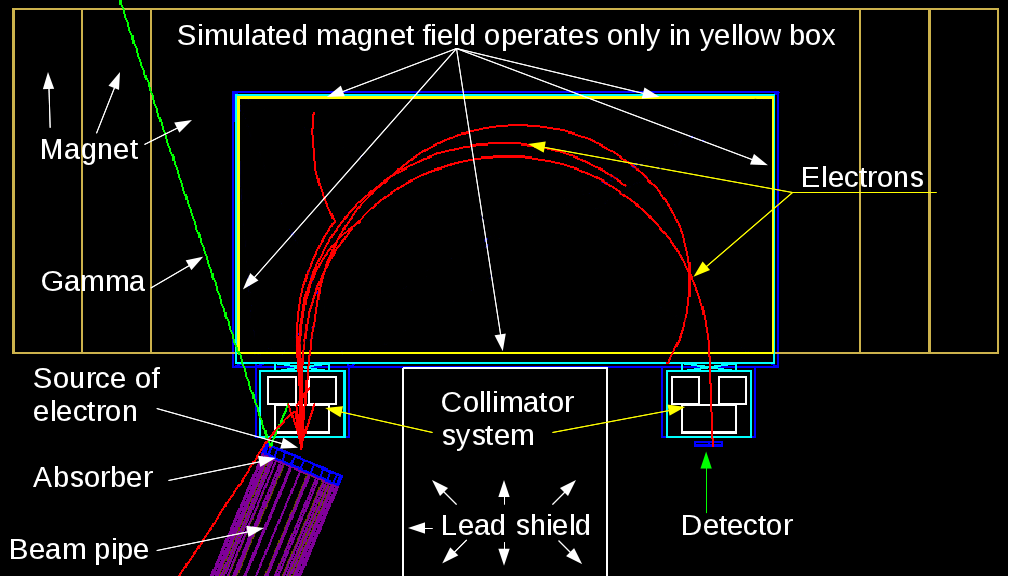 Simulated magnet field operates only in yellow box
Magnet
Electrons
Gamma
Source of
electron
Collimator
system
Absorber
Lead shield
Detector
Beam pipe